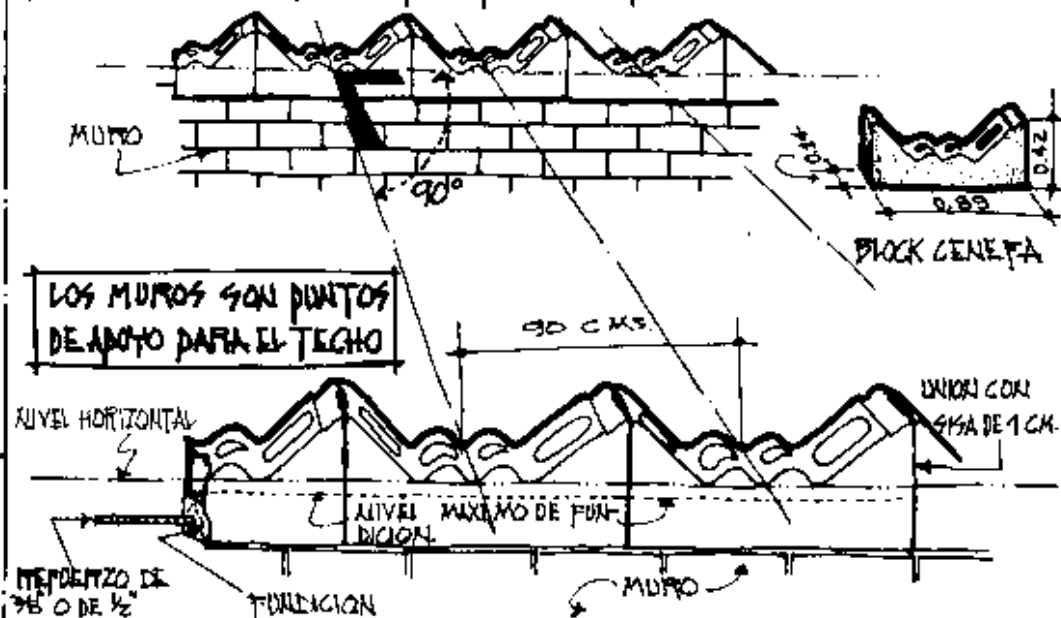 MURO
90°
0.42
0.89
BLOCK CENEFA
LOS MUROS SON PUNTOS
DE APOYO PARA EL TECHO
90 CMS.
NIVEL HORIZONTAL
UNION CON
SISA DE 1 CM.
NIVEL MAXIMO DE FUN-
DICION
REFUERZO DE
3/8 O DE 1/2"
FUNDICION
MURO